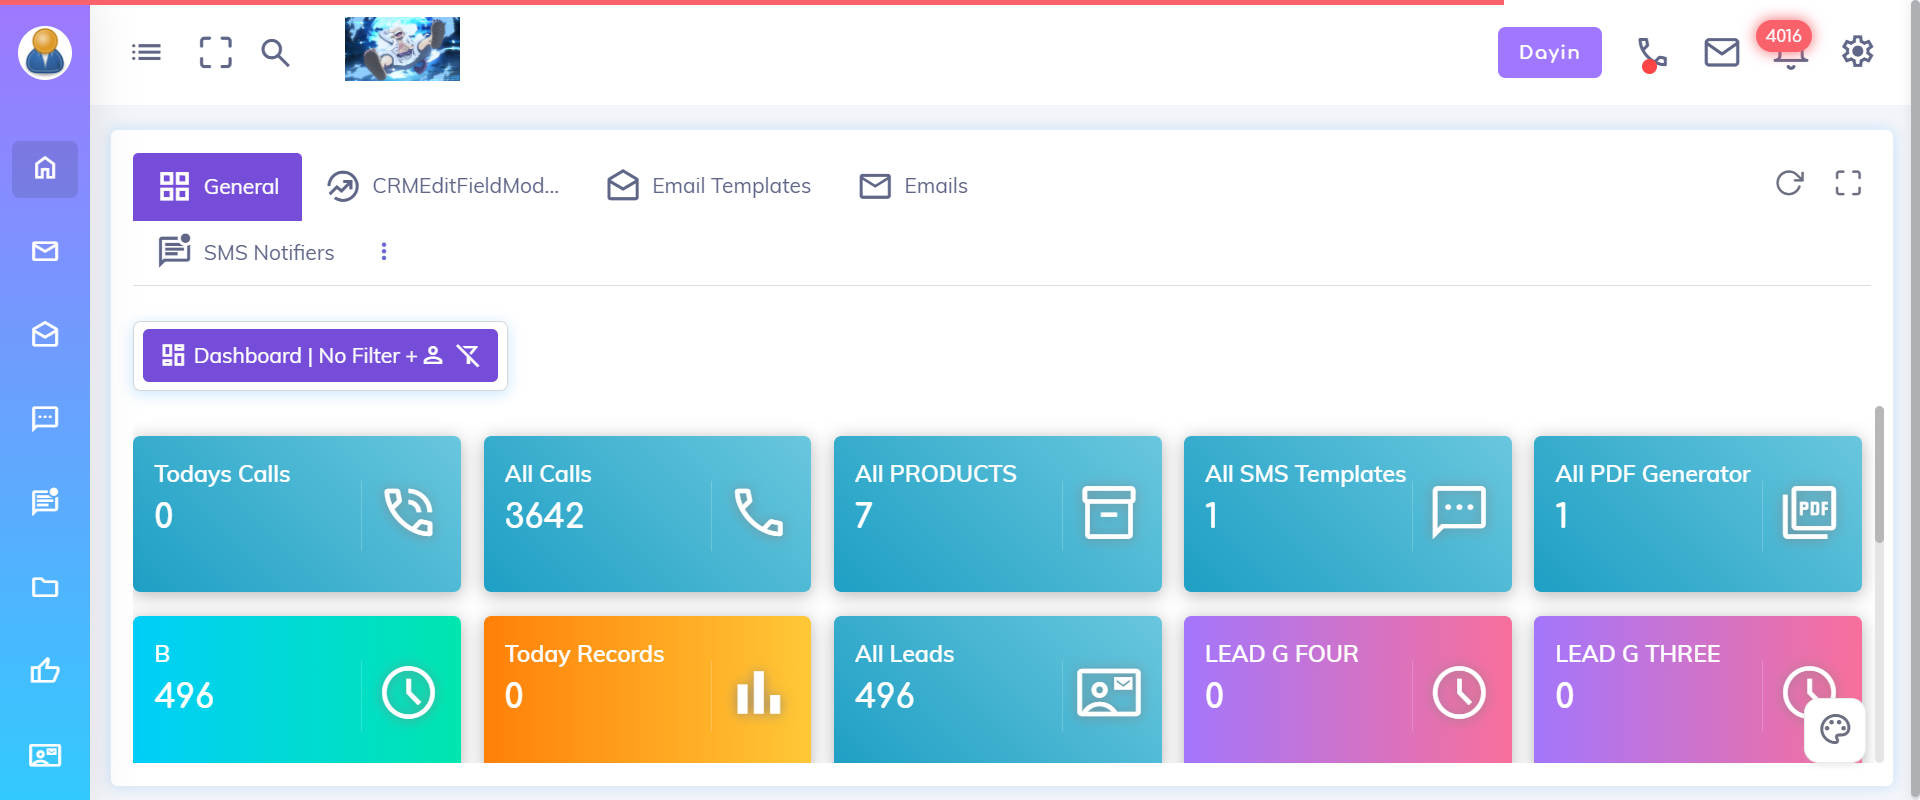 Dayin
4016
General
CRMEditFieldMod...
Email Templates
Emails
SMS Notifiers
Dashboard | No Filter +
Todays Calls
0
All Calls
3642
All PRODUCTS
7
All SMS Templates
1
All PDF Generator
1
PDF
B
496
Today Records
0
All Leads
496
LEAD G FOUR
0
LEAD G THREE
0